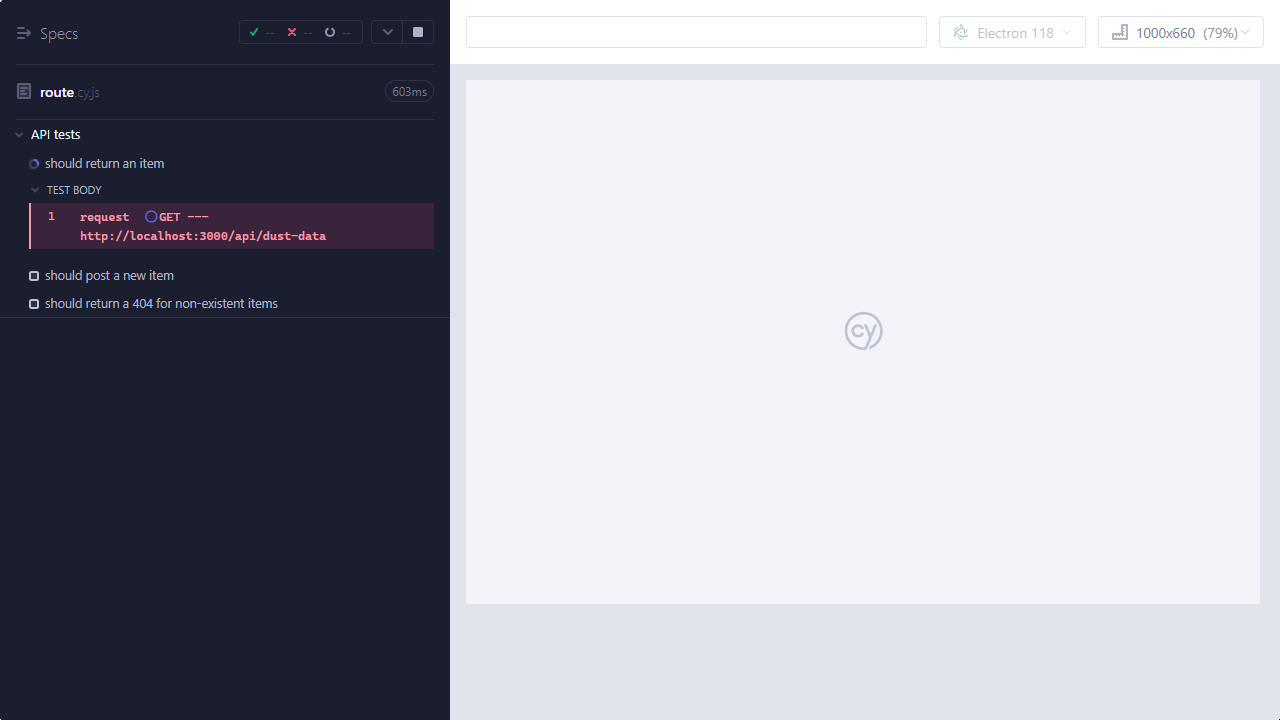 Specs
-- -- --
Electron 118
1000x660 (79%)
route.cy.js
603ms
API tests
should return an item
TEST BODY
1 request GET ---
http://localhost:3000/api/dust-data
should post a new item
should return a 404 for non-existent items
cy